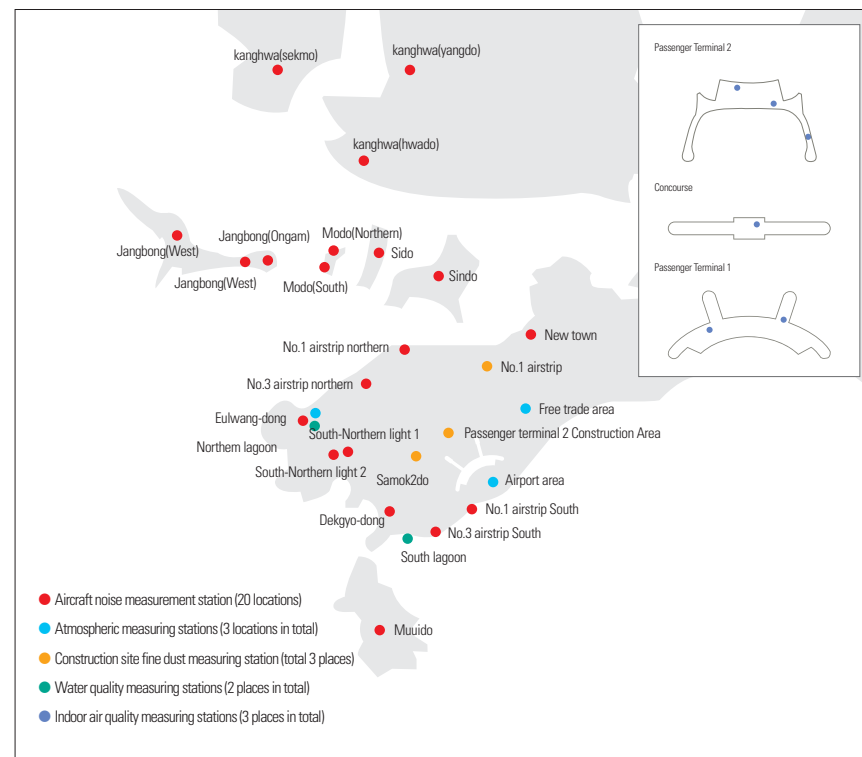 kanghwa(sekmo)
kanghwa(yangdo)
kanghwa(hwado)
Passenger Terminal 2
Concourse
Passenger Terminal 1
Jangbong(West)
Jangbong(Ongam)
Jangbong(West)
Modo(Northern)
Modo(South)
Sido
Sindo
New town
No.1 airstrip northern
No.1 airstrip
No.3 airstrip northern
Free trade area
Eulwang-dong
South-Northern light 1
Passenger terminal 2 Construction Area
Northern lagoon
South-Northern light 2
Samok2do
Airport area
Dekgyo-dong
No.1 airstrip South
No.3 airstrip South
South lagoon
Muuido
Aircraft noise measurement station (20 locations)
Atmospheric measuring stations (3 locations in total)
Construction site fine dust measuring station (total 3 places)
Water quality measuring stations (2 places in total)
Indoor air quality measuring stations (3 places in total)